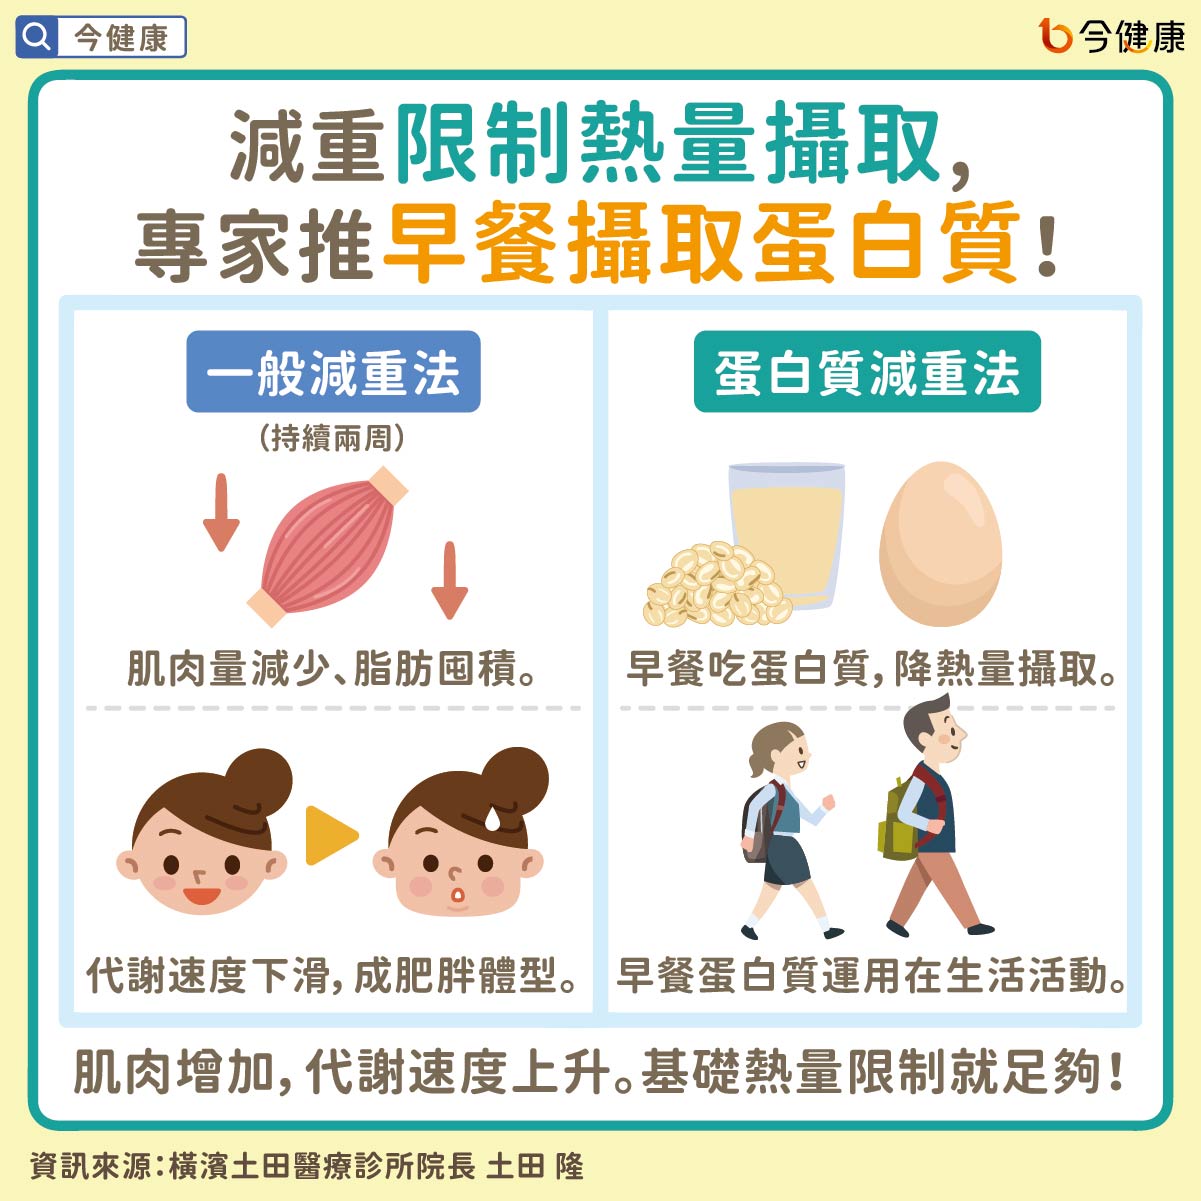 今健康
今健康
減重限制熱量攝取,
專家推早餐攝取蛋白質!
一般減重法
(持續兩周)
肌肉量減少、脂肪囤積。
代謝速度下滑,成肥胖體型。
蛋白質減重法
早餐吃蛋白質,降熱量攝取。
早餐蛋白質運用在生活活動。
肌肉增加,代謝速度上升。基礎熱量限制就足夠!
資訊來源:橫濱土田醫療診所院長 土田 隆